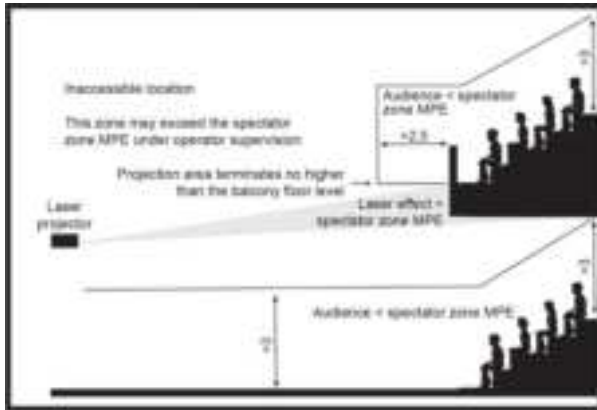 Inaccessible location
This zone may exceed the spectator
zone MPE under operator supervision
Audience < spectator
zone MPE
Projection area terminates no higher
than the balcony floor level
Laser
projector
Laser effect
spectator zone MPE
Audience < spectator zone MPE